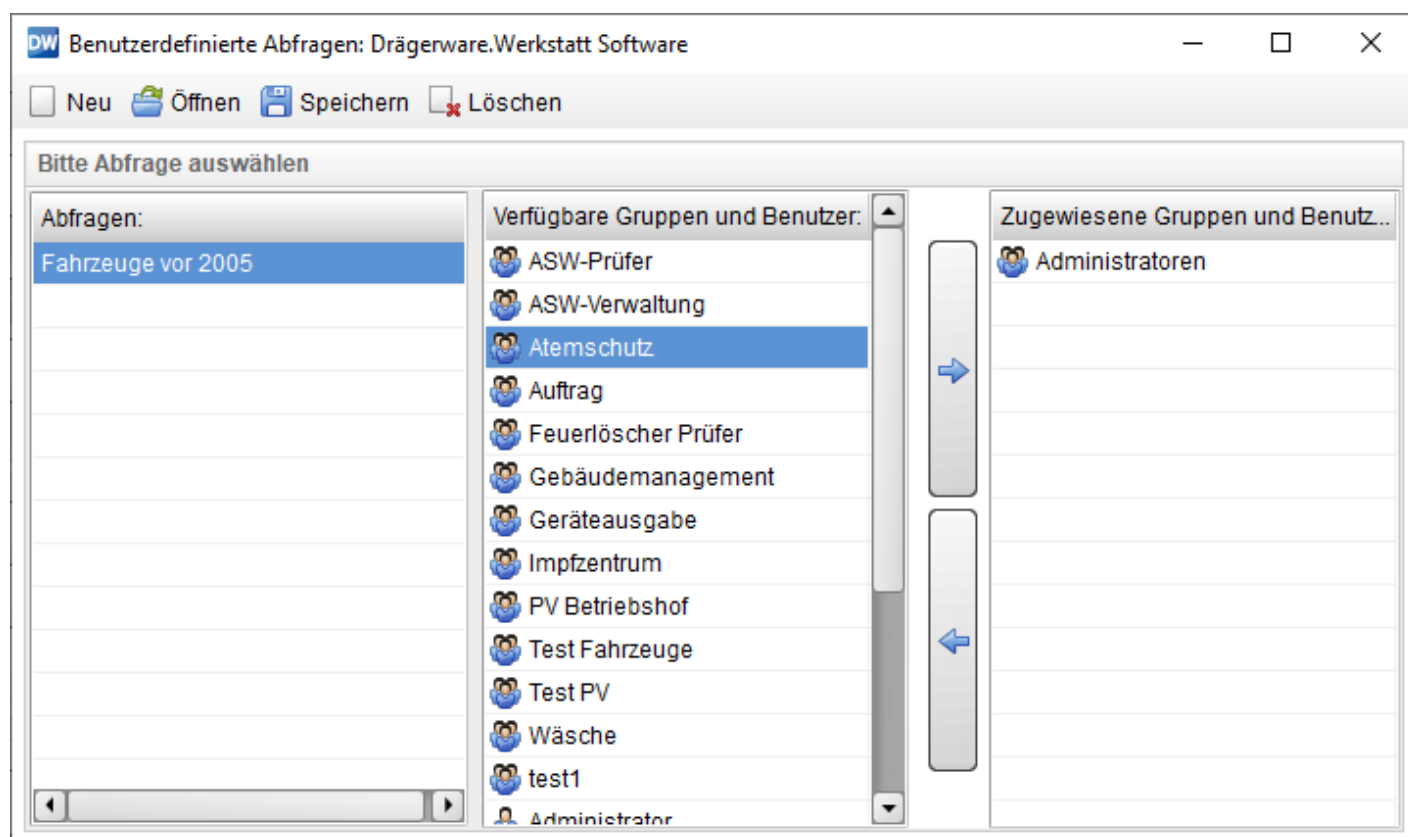 DW Benutzerdefinierte Abfragen: Drägerware.Werkstatt Software
Neu Öffnen Speichern Löschen
Bitte Abfrage auswählen
Abfragen:
Fahrzeuge vor 2005
Verfügbare Gruppen und Benutzer:
ASW-Prüfer
ASW-Verwaltung
Atemschutz
Auftrag
Feuerlöscher Prüfer
Gebäudemanagement
Geräteausgabe
Impfzentrum
PV Betriebshof
Test Fahrzeuge
Test PV
Wäsche
test1
Administrator
Zugewiesene Gruppen und Benutz...
Administratoren